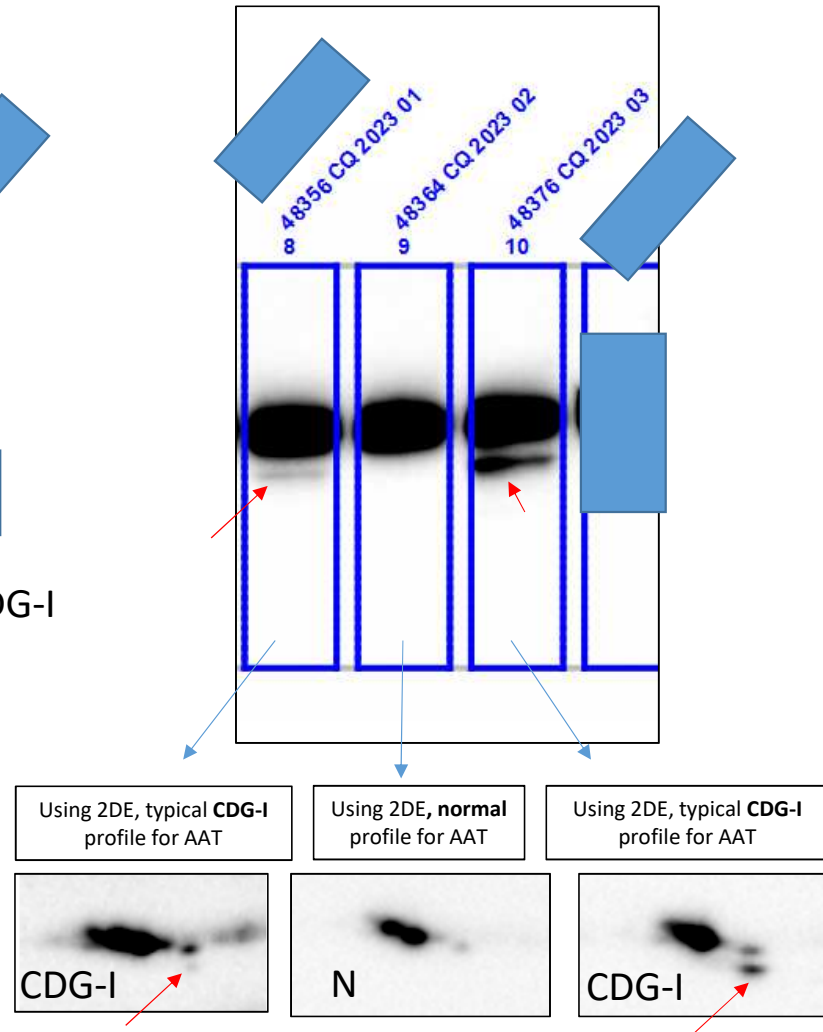 48356 CQ 2023 01
48364 CQ 2023 02
48376 CQ 2023 03
8
9
10
DG-I
Using 2DE, typical CDG-I
profile for AAT
Using 2DE, normal
profile for AAT
Using 2DE, typical CDG-I
profile for AAT
CDG-I
N
CDG-I